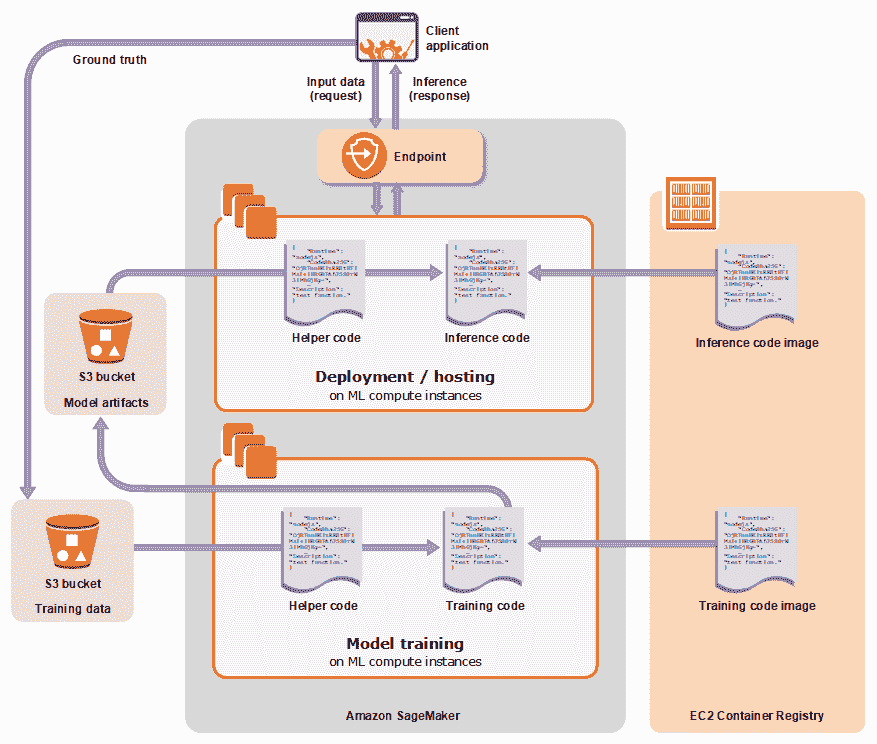 Client
application
Ground truth
Input data
(request)
Inference
(response)
Endpoint
Helper code
Inference code
Inference code image
Deployment / hosting
on ML compute instances
S3 bucket
Model artifacts
S3 bucket
Training data
Helper code
Training code
Training code image
Model training
on ML compute instances
Amazon SageMaker
EC2 Container Registry